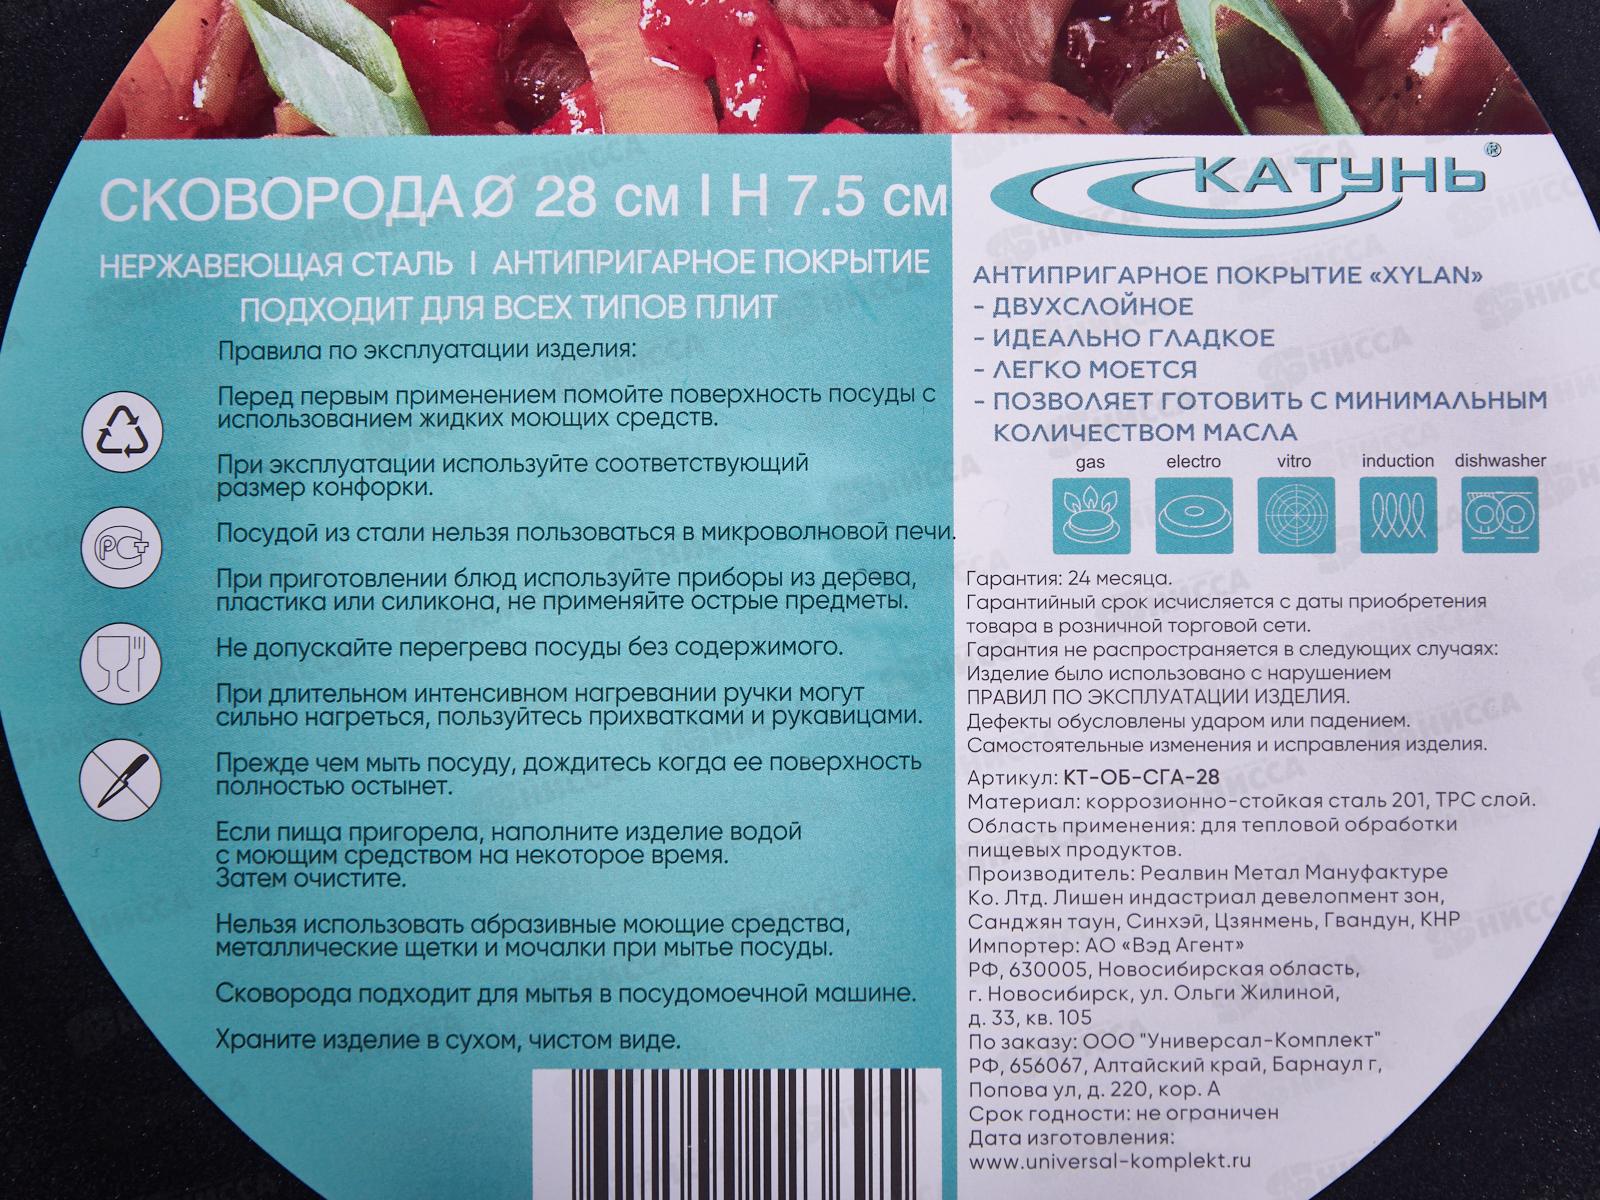 СКОВОРОДА Ø 28 см I H 7.5 см
НЕРЖАВЕЮЩАЯ СТАЛЬ I АНТИПРИГАРНОЕ ПОКРЫТИЕ
ПОДХОДИТ ДЛЯ ВСЕХ ТИПОВ ПЛИТ
Правила по эксплуатации изделия:
Перед первым применением помойте поверхность посуды с
использованием жидких моющих средств.
При эксплуатации используйте соответствующий
размер конфорки.
Посудой из стали нельзя пользоваться в микроволновой печи.
При приготовлении блюд используйте приборы из дерева,
пластика или силикона, не применяйте острые предметы.
Не допускайте перегрева посуды без содержимого.
При длительном интенсивном нагревании ручки могут
сильно нагреться, пользуйтесь прихватками и рукавицами.
Прежде чем мыть посуду, дождитесь когда ее поверхность
полностью остынет.
Если пища пригорела, наполните изделие водой
с моющим средством на некоторое время.
Затем очистите.
Нельзя использовать абразивные моющие средства,
металлические щетки и мочалки при мытье посуды.
Сковорода подходит для мытья в посудомоечной машине.
Храните изделие в сухом, чистом виде.
КАТУНЬ®
АНТИПРИГАРНОЕ ПОКРЫТИЕ «XYLAN»
- ДВУХСЛОЙНОЕ
- ИДЕАЛЬНО ГЛАДКОЕ
- ЛЕГКО МОЕТСЯ
- ПОЗВОЛЯЕТ ГОТОВИТЬ С МИНИМАЛЬНЫМ
КОЛИЧЕСТВОМ МАСЛА
gas electro vitro induction dishwasher
Гарантия: 24 месяца.
Гарантийный срок исчисляется с даты приобретения
товара в розничной торговой сети.
Гарантия не распространяется в следующих случаях:
Изделие было использовано с нарушением
ПРАВИЛ ПО ЭКСПЛУАТАЦИИ ИЗДЕЛИЯ.
Дефекты обусловлены ударом или падением.
Самостоятельные изменения и исправления изделия.
Артикул: КТ-ОБ-СГА-28
Материал: коррозионно-стойкая сталь 201, ТРС слой.
Область применения: для тепловой обработки
пищевых продуктов.
Производитель: Реалвин Метал Мануфактуре
Ко. Лтд. Лишен индастриал девелопмент зон,
Санджян таун, Синхэй, Цзянмень, Гвандун, КНР
Импортер: АО «Вэд Агент»
РФ, 630005, Новосибирская область,
г. Новосибирск, ул. Ольги Жилиной,
д. 33, кв. 105
По заказу: ООО "Универсал-Комплект"
РФ, 656067, Алтайский край, Барнаул г,
Попова ул, д. 220, кор. А
Срок годности: не ограничен
Дата изготовления:
www.universal-komplekt.ru